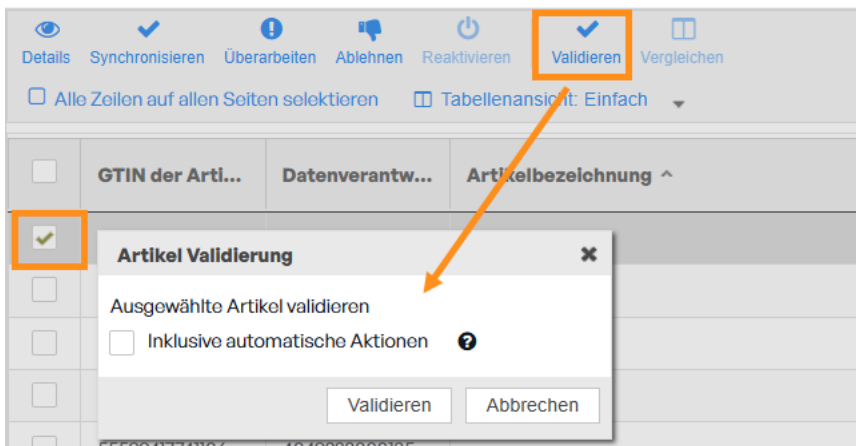 Details Synchronisieren Überarbeiten Ablehnen Reaktivieren Validieren Vergleichen
Alle Zeilen auf allen Seiten selektieren Tabellenansicht: Einfach
GTIN der Arti... Datenverantw... Artikelbezeichnung
Artikel Validierung
Ausgewählte Artikel validieren
Inklusive automatische Aktionen
Validieren Abbrechen